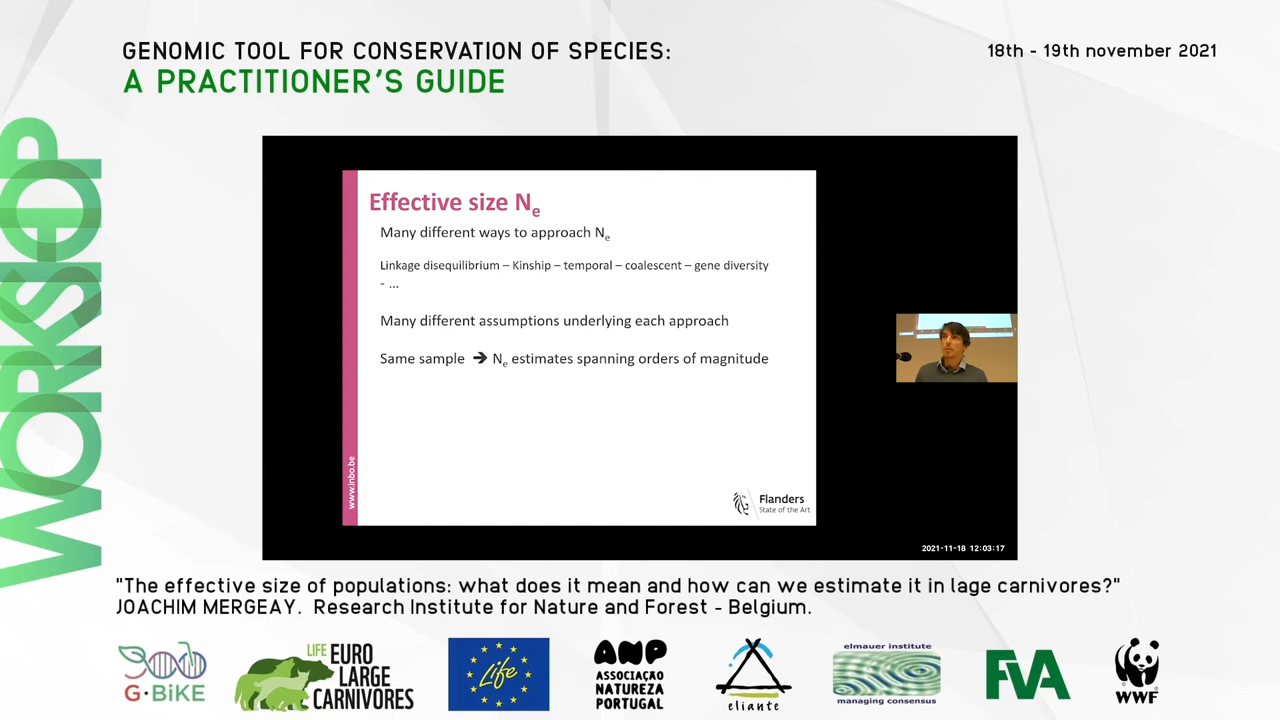 GENOMIC TOOL FOR CONSERVATION OF SPECIES:
A PRACTITIONER'S GUIDE
18th - 19th november 2021
WORKSHOP
Effective size Ne
Many different ways to approach Ne
Linkage disequilibrium – Kinship – temporal – coalescent – gene diversity
- ...
Many different assumptions underlying each approach
Same sample ➔ Ne estimates spanning orders of magnitude
www.inbo.be
Flanders
State of the Art
2021-11-18 12:03:17
"The effective size of populations: what does it mean and how can we estimate it in lage carnivores?"
JOACHIM MERGEAY. Research Institute for Nature and Forest - Belgium.
G·BiKE
LIFE EURO
LARGE
CARNIVORES
Life
ANP
ASSOCIAÇÃO
NATUREZA
PORTUGAL
eliante
elmauer institute
managing consensus
FVA
WWF